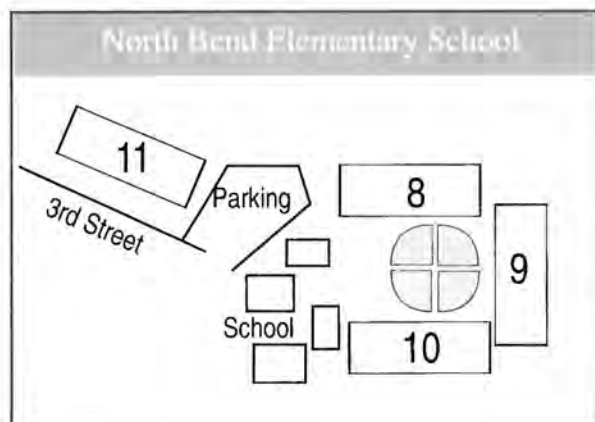 North Bend Elementary School
11
8
Parking
3rd Street
9
School
10